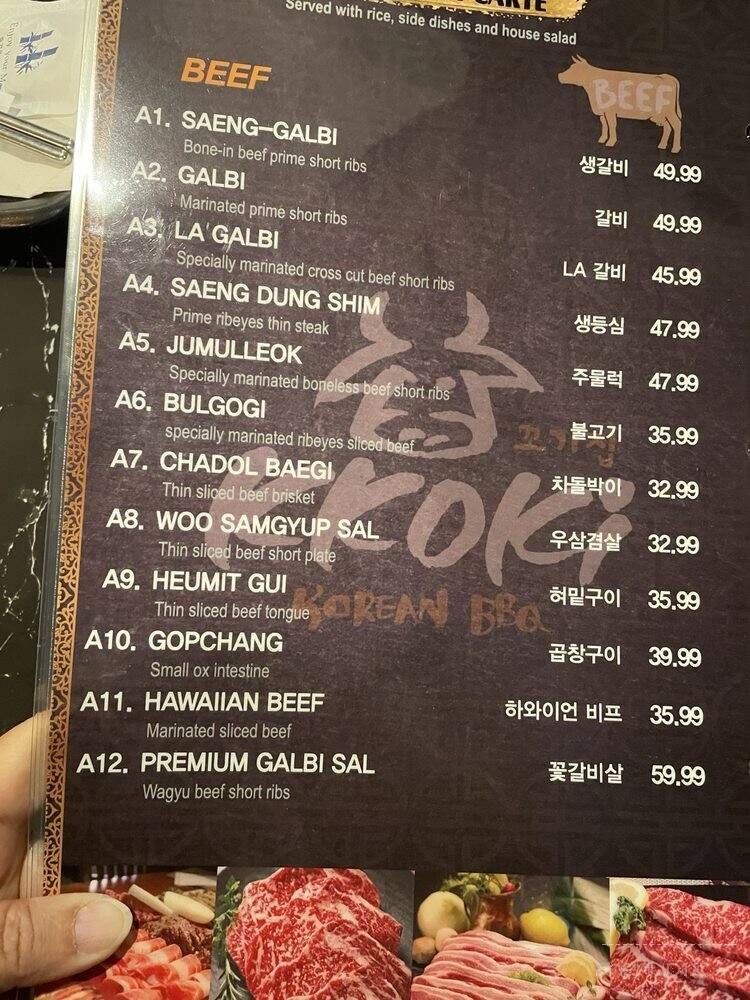 CARTE
Served with rice, side dishes and house salad
BEEF
BEEF
A1. SAENG-GALBI 생갈비 49.99
Bone-in beef prime short ribs
A2. GALBI 갈비 49.99
Marinated prime short ribs
A3. LA GALBI LA 갈비 45.99
Specially marinated cross cut beef short ribs
A4. SAENG DUNG SHIM 생등심 47.99
Prime ribeyes thin steak
A5. JUMULLEOK 주물럭 47.99
Specially marinated boneless beef short ribs
A6. BULGOGI 불고기 35.99
specially marinated ribeyes sliced beef
A7. CHADOL BAEGI 차돌박이 32.99
Thin sliced beef brisket
A8. WOO SAMGYUP SAL 우삼겹살 32.99
Thin sliced beef short plate
A9. HEUMIT GUI 혀밑구이 35.99
Thin sliced beef tongue
A10. GOPCHANG 곱창구이 39.99
Small ox intestine
A11. HAWAIIAN BEEF 하와이언 비프 35.99
Marinated sliced beef
A12. PREMIUM GALBI SAL 꽃갈비살 59.99
Wagyu beef short ribs
꼬기집
KKOKi
KOREAN BBQ
Enjoy Your